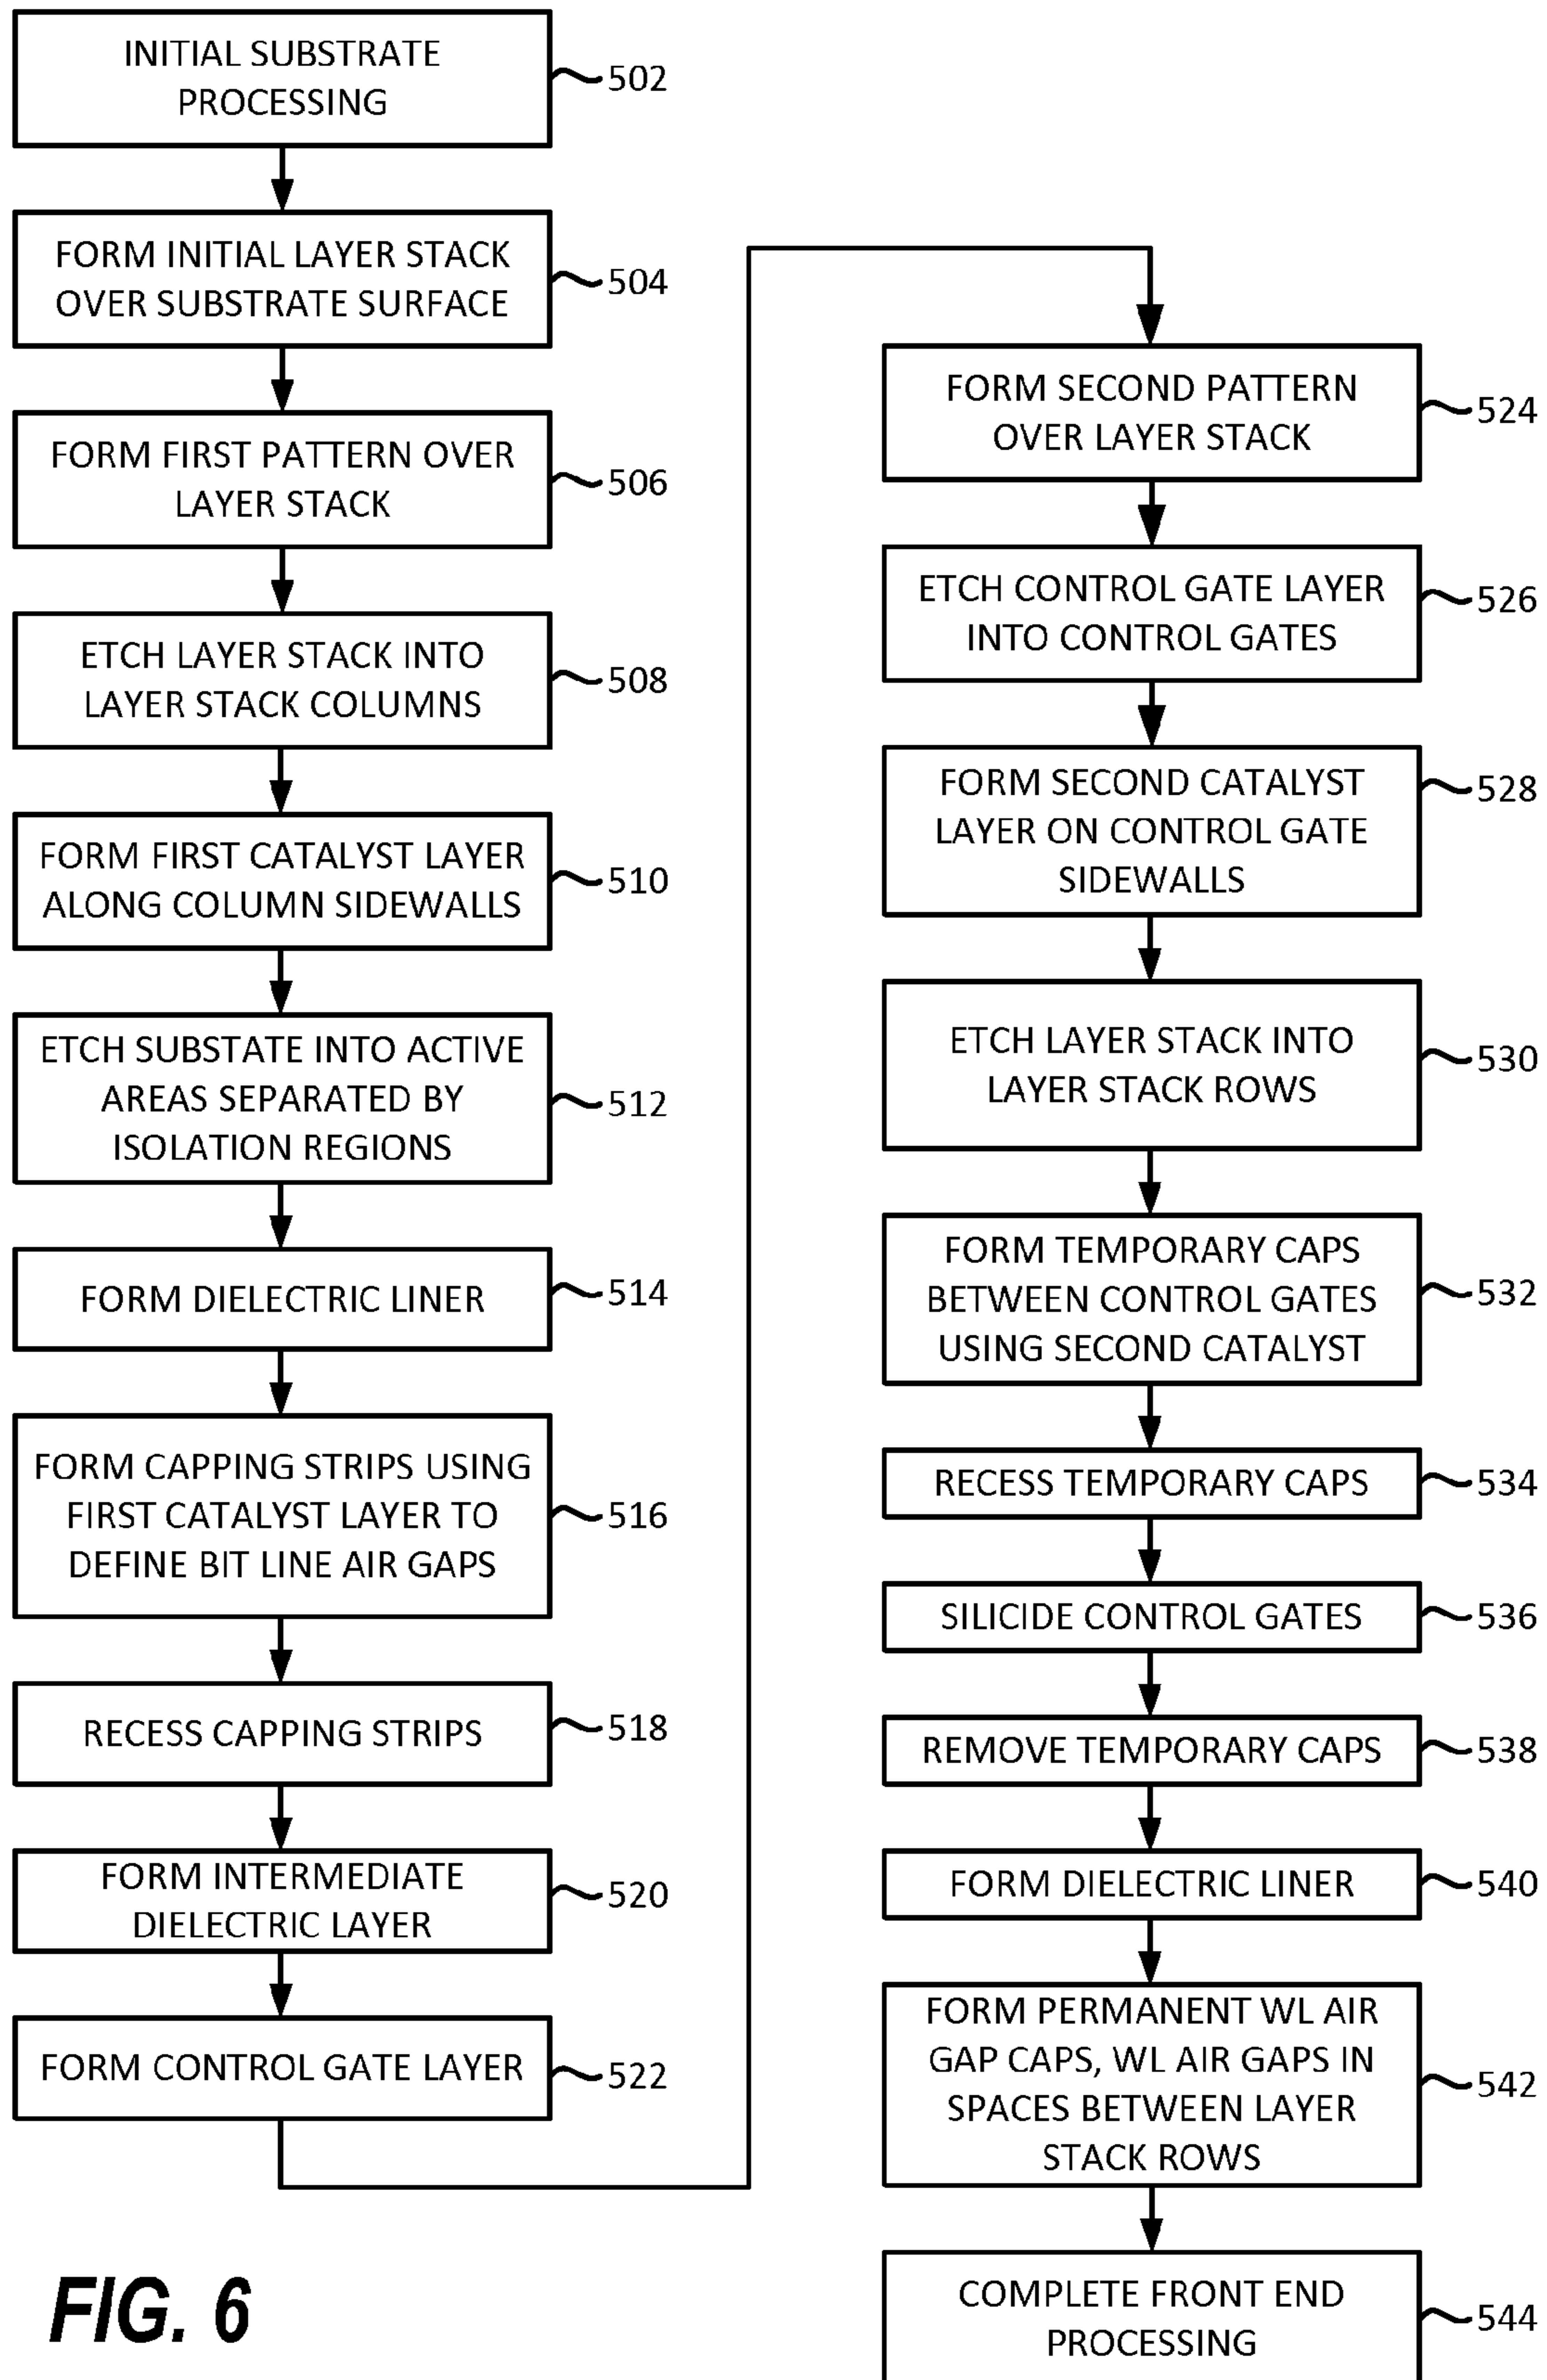 INITIAL SUBSTRATE
PROCESSING
502
FORM INITIAL LAYER STACK
OVER SUBSTRATE SURFACE
504
FORM FIRST PATTERN OVER
LAYER STACK
506
ETCH LAYER STACK INTO
LAYER STACK COLUMNS
508
FORM FIRST CATALYST LAYER
ALONG COLUMN SIDEWALLS
510
ETCH SUBSTATE INTO ACTIVE
AREAS SEPARATED BY
ISOLATION REGIONS
512
FORM DIELECTRIC LINER
514
FORM CAPPING STRIPS USING
FIRST CATALYST LAYER TO
DEFINE BIT LINE AIR GAPS
516
RECESS CAPPING STRIPS
518
FORM INTERMEDIATE
DIELECTRIC LAYER
520
FORM CONTROL GATE LAYER
522
FORM SECOND PATTERN
OVER LAYER STACK
524
ETCH CONTROL GATE LAYER
INTO CONTROL GATES
526
FORM SECOND CATALYST
LAYER ON CONTROL GATE
SIDEWALLS
528
ETCH LAYER STACK INTO
LAYER STACK ROWS
530
FORM TEMPORARY CAPS
BETWEEN CONTROL GATES
USING SECOND CATALYST
532
RECESS TEMPORARY CAPS
534
SILICIDE CONTROL GATES
536
REMOVE TEMPORARY CAPS
538
FORM DIELECTRIC LINER
540
FORM PERMANENT WL AIR
GAP CAPS, WL AIR GAPS IN
SPACES BETWEEN LAYER
STACK ROWS
542
COMPLETE FRONT END
PROCESSING
544
FIG. 6